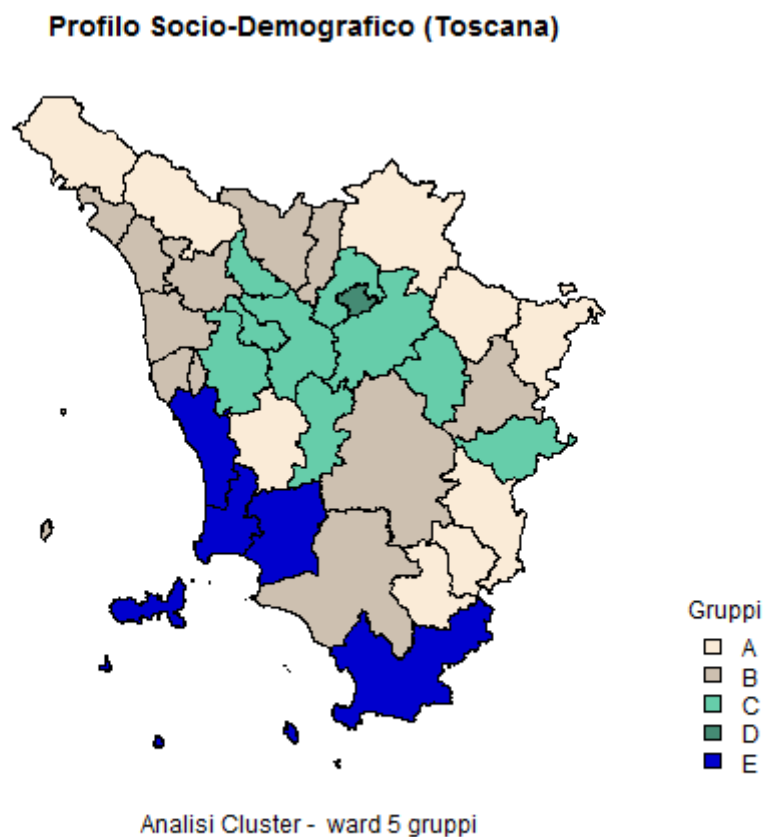 Profilo Socio-Demografico (Toscana)
Gruppi
A
B
C
D
E
Analisi Cluster - ward 5 gruppi